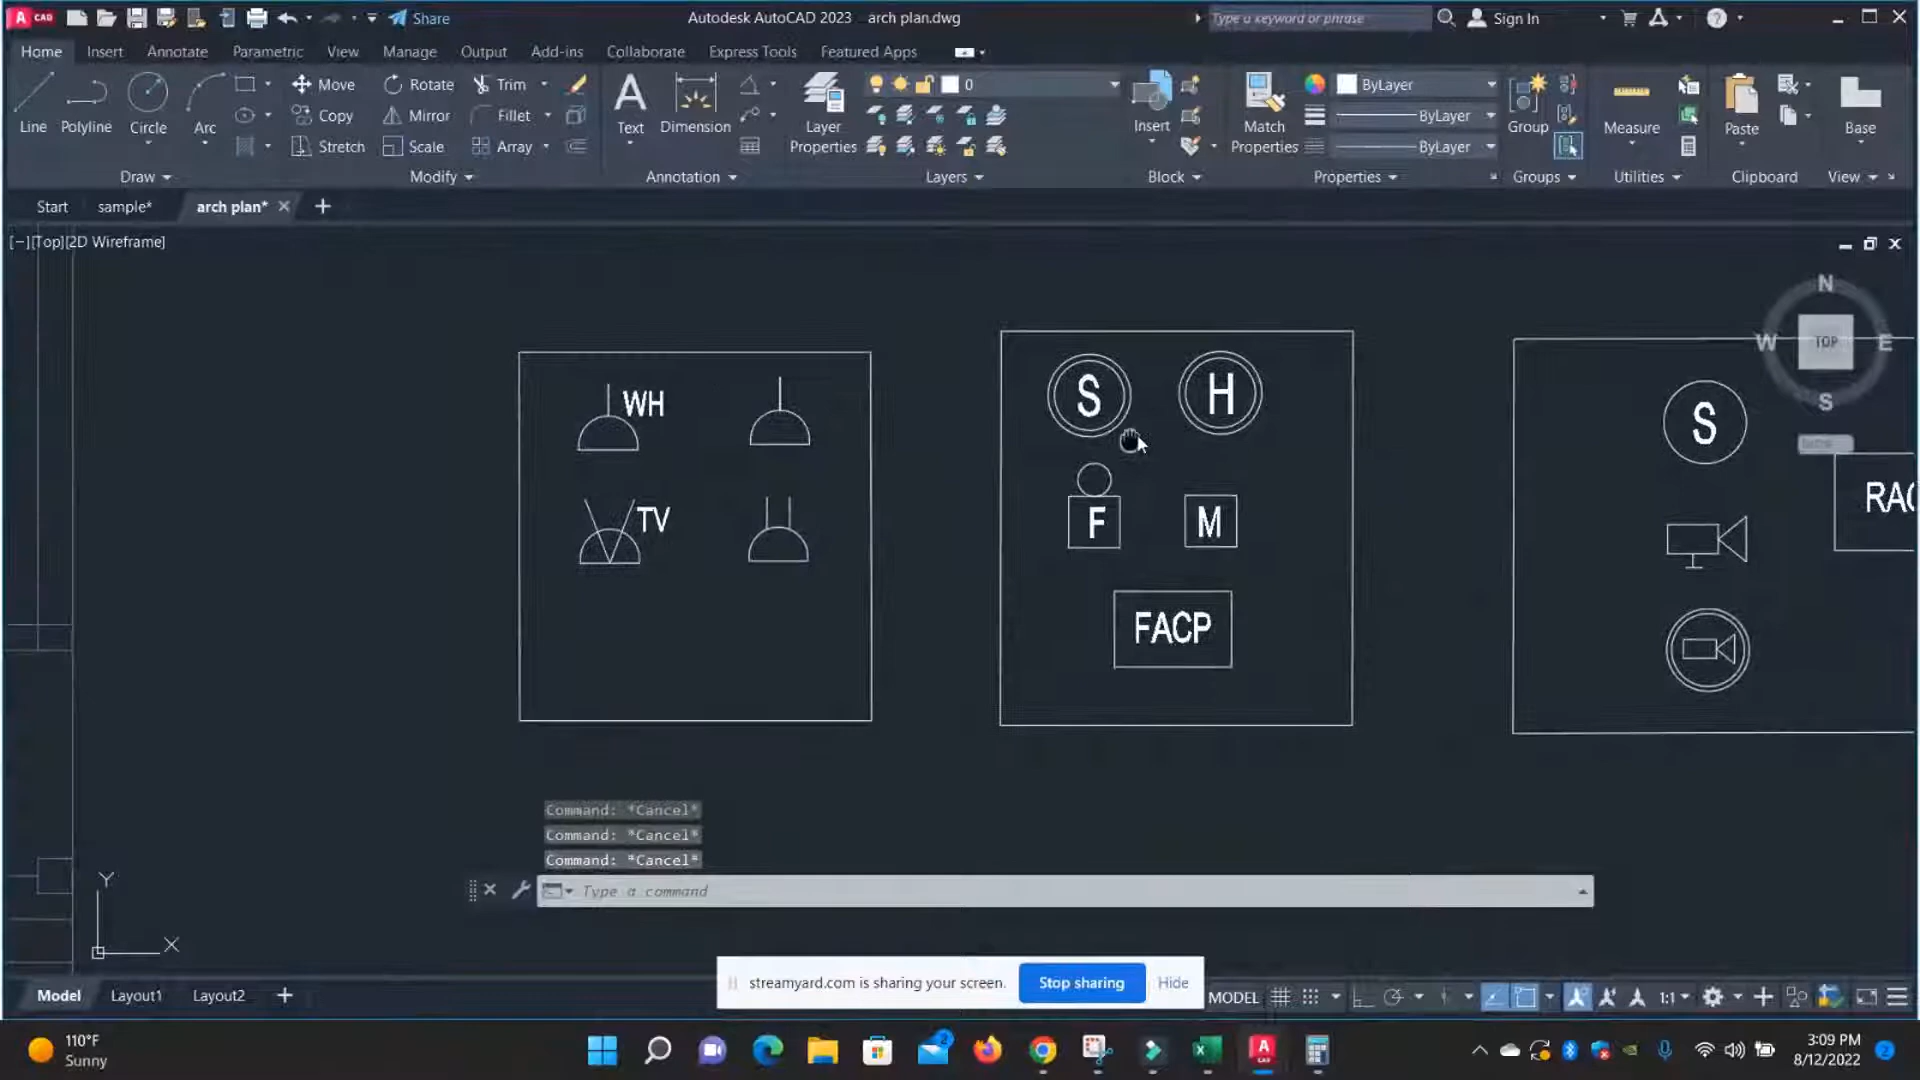 A CAD Share Autodesk AutoCAD 2023 arch plan.dwg Type a keyword or phrase Sign In
Home Insert Annotate Parametric View Manage Output Add-ins Collaborate Express Tools Featured Apps
Line Polyline Circle Arc Move Rotate Trim Copy Mirror Fillet Stretch Scale Array Text Dimension Layer Properties 0 Insert Match Properties ByLayer ByLayer ByLayer Group Measure Paste Base
Draw Modify Annotation Layers Block Properties Groups Utilities Clipboard View
Start sample* arch plan*
[−][Top][2D Wireframe]
N
W TOP E
S
WH
TV
S H
F M
FACP
S
RAC
Command: *Cancel*
Command: *Cancel*
Command: *Cancel*
Type a command
Y
X
streamyard.com is sharing your screen. Stop sharing Hide
Model Layout1 Layout2 MODEL 1:1
110°F
Sunny
2
3:09 PM
8/12/2022
2